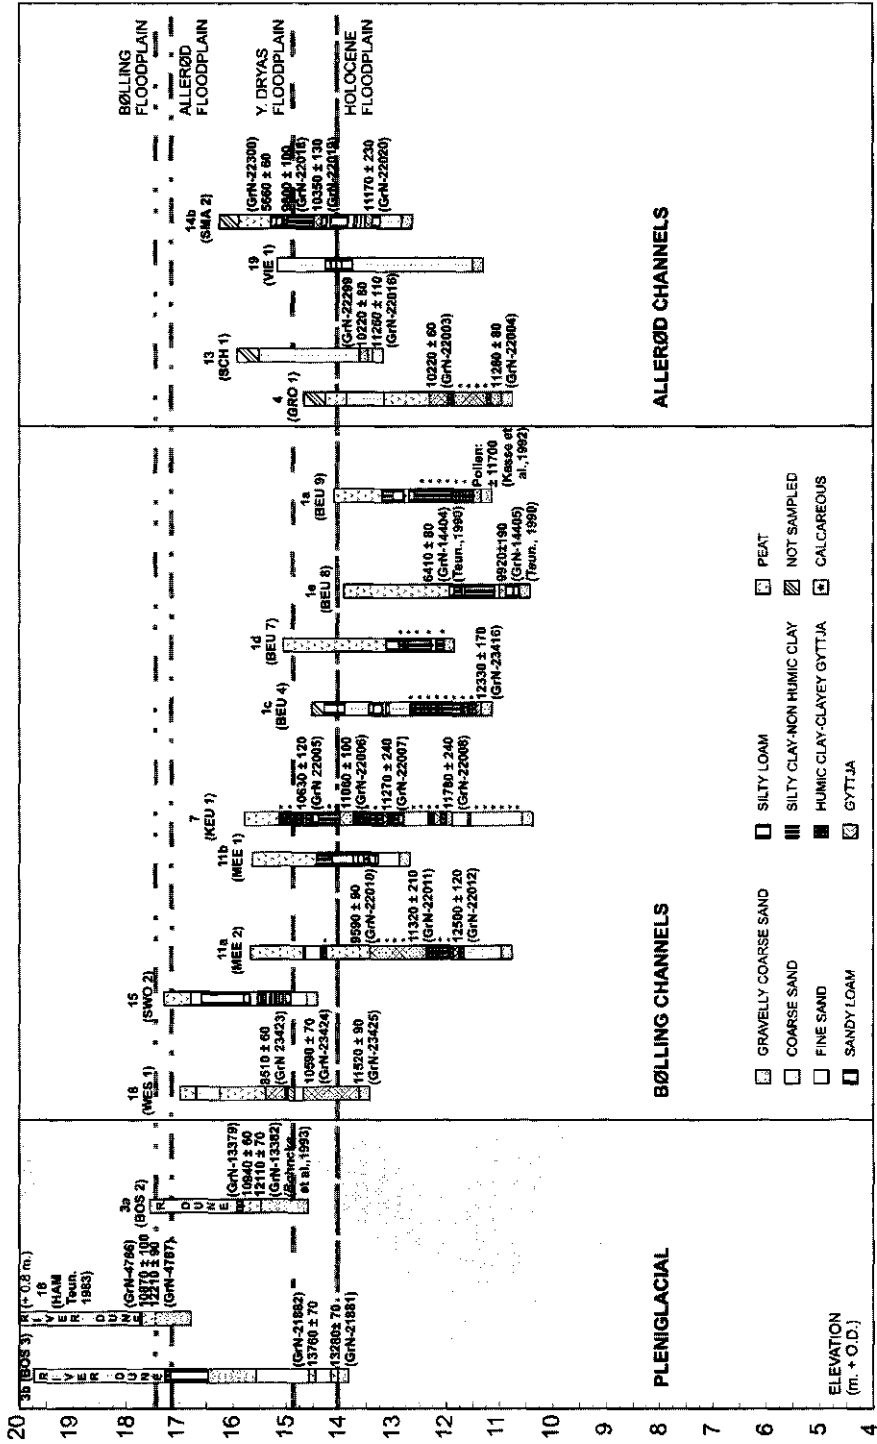 20
19
18
17
16
15
14
13
12
11
10
9
8
7
6
5
4
ELEVATION
(m. + O.D.)
BØLLING
FLOODPLAIN
ALLERØD
FLOODPLAIN
Y. DRYAS
FLOODPLAIN
HOLOCENE
FLOODPLAIN
PLENIGLACIAL
BØLLING CHANNELS
ALLERØD CHANNELS
3b (BOS 3)
RIVER DUNE
(GrN-21882)
13760 ± 70
13280± 70
(GrN-21881)
R (+ 0.8 m.)
18
(HAM
Teun.
1983)
IVER DUNE
(GrN-4786)
10870 ± 100
12210 ± 90
(GrN-4787)
3a
(BOS 2)
R DUNE
(GrN-13379)
10940 ± 60
12110 ± 70
(GrN-13382)
et al.,1993)
(WES 1)
8510 ± 60
(GrN 23423)
10590 ± 70
(GrN-23424)
11520 ± 90
(GrN-23425)
15
(SWO 2)
11a
(MEE 2)
9590 ± 90
(GrN-22010)
11320 ± 210
(GrN-22011)
12500 ± 120
(GrN-22012)
11b
(MEE 1)
7
(KEU 1)
10630 ± 120
(GrN 22005)
11060 ± 100
(GrN-22006)
11270 ± 240
(GrN-22007)
11780 ± 240
(GrN-22008)
1c
(BEU 4)
12330 ± 170
(GrN-23416)
1d
(BEU 7)
1e
(BEU 8)
6410 ± 80
(GrN-14404)
(Teun.,1990)
9920±190
(GrN-14405)
(Teun., 1990)
1a
(BEU 9)
Pollen:
± 11700
(Kasse et
al.,1992)
4
(GRO 1)
10220 ± 60
(GrN-22003)
11280 ± 80
(GrN-22004)
13
(SCH 1)
(GrN-22299
10220 ± 60
11260 ± 110
(GrN-22016)
19
(VIE 1)
14b
(SMA 2)
(GrN-22300)
5660 ± 60
9800 ± 100
(GrN-22018)
10350 ± 130
(GrN-22019)
11170 ± 230
(GrN-22020)
GRAVELLY COARSE SAND
COARSE SAND
FINE SAND
SANDY LOAM
SILTY LOAM
SILTY CLAY-NON HUMIC CLAY
HUMIC CLAY-CLAYEY GYTTJA
GYTTJA
PEAT
NOT SAMPLED
* CALCAREOUS